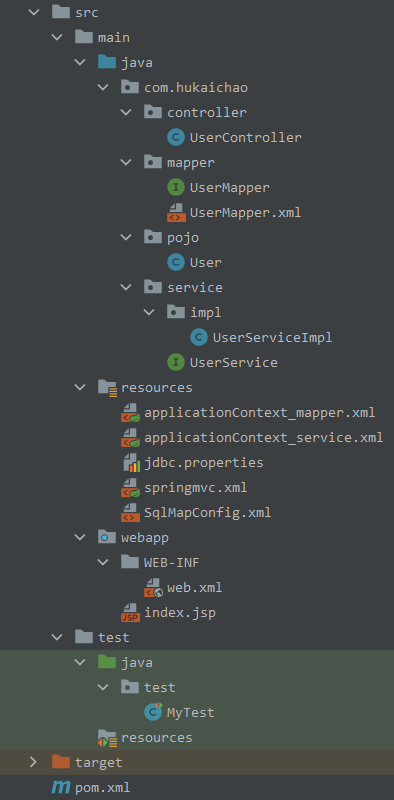 src
main
java
com.hukaichao
controller
UserController
mapper
UserMapper
UserMapper.xml
pojo
User
service
impl
UserServiceImpl
UserService
resources
applicationContext_mapper.xml
applicationContext_service.xml
jdbc.properties
springmvc.xml
SqlMapConfig.xml
webapp
WEB-INF
web.xml
index.jsp
test
java
test
MyTest
resources
target
pom.xml